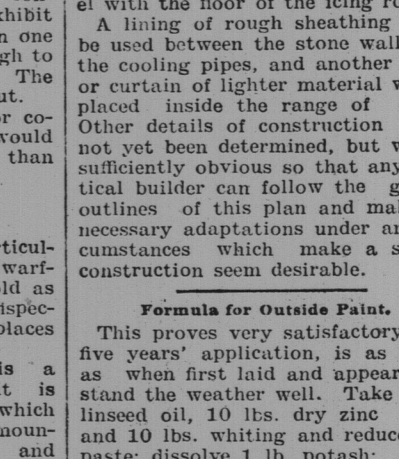 xhibit
n one
gh to
The
ut.
or co-
would
than
rticul-
warf-
old as
ispec-
places
is a
it is
which
moun-
and
el with the floor of the icing
A lining of rough sheathing
be used between the stone wall
the cooling pipes, and another
or curtain of lighter material
placed inside the range of
Other details of construction
not yet been determined, but
sufficiently obvious so that any
tical builder can follow the
outlines of this plan and
necessary adaptations under
cumstances which make a
construction seem desirable.
Formula for Outside Paint.
This proves very satisfactory
five years' application, is as
as when first laid and appear
stand the weather well. Take
linseed oil, 10 lbs. dry zinc
and 10 lbs. whiting and reduc
paste; dissolve 1 lb. potash;